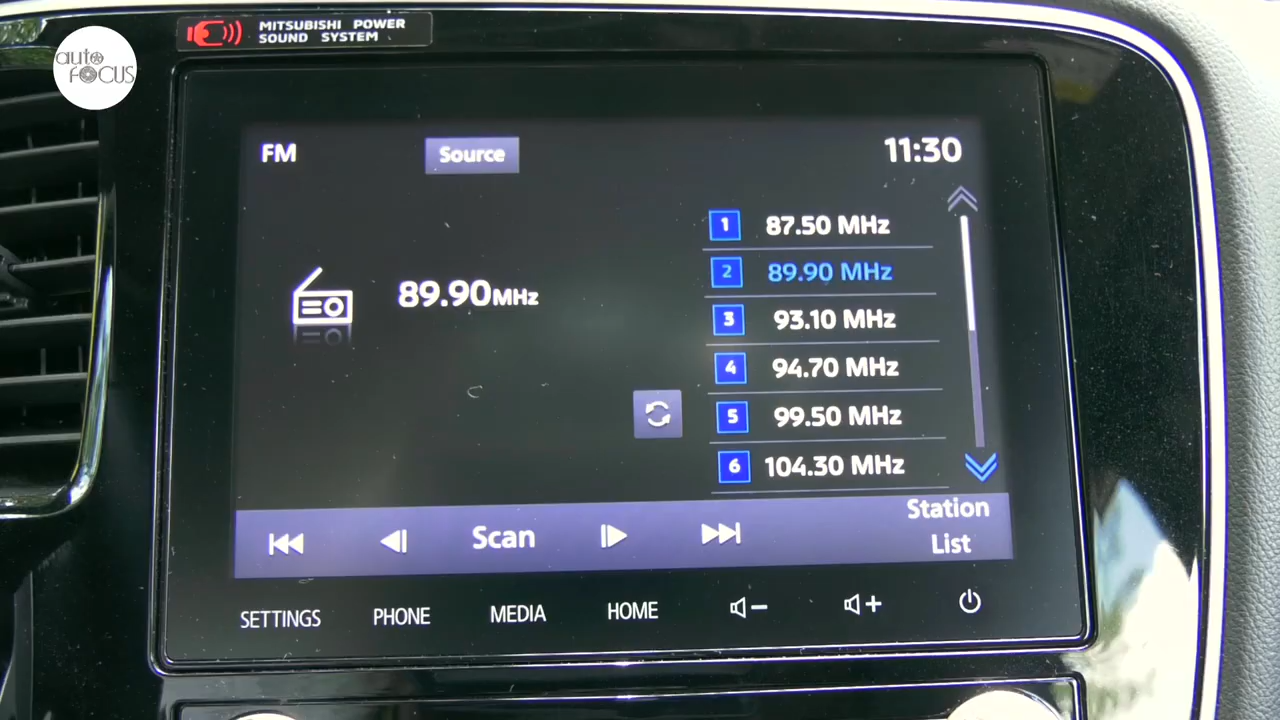 MITSUBISHI POWER
SOUND SYSTEM
auto
FOCUS
FM
Source
11:30
89.90MHz
1 87.50 MHz
2 89.90 MHz
3 93.10 MHz
4 94.70 MHz
5 99.50 MHz
6 104.30 MHz
Scan
Station
List
SETTINGS
PHONE
MEDIA
HOME